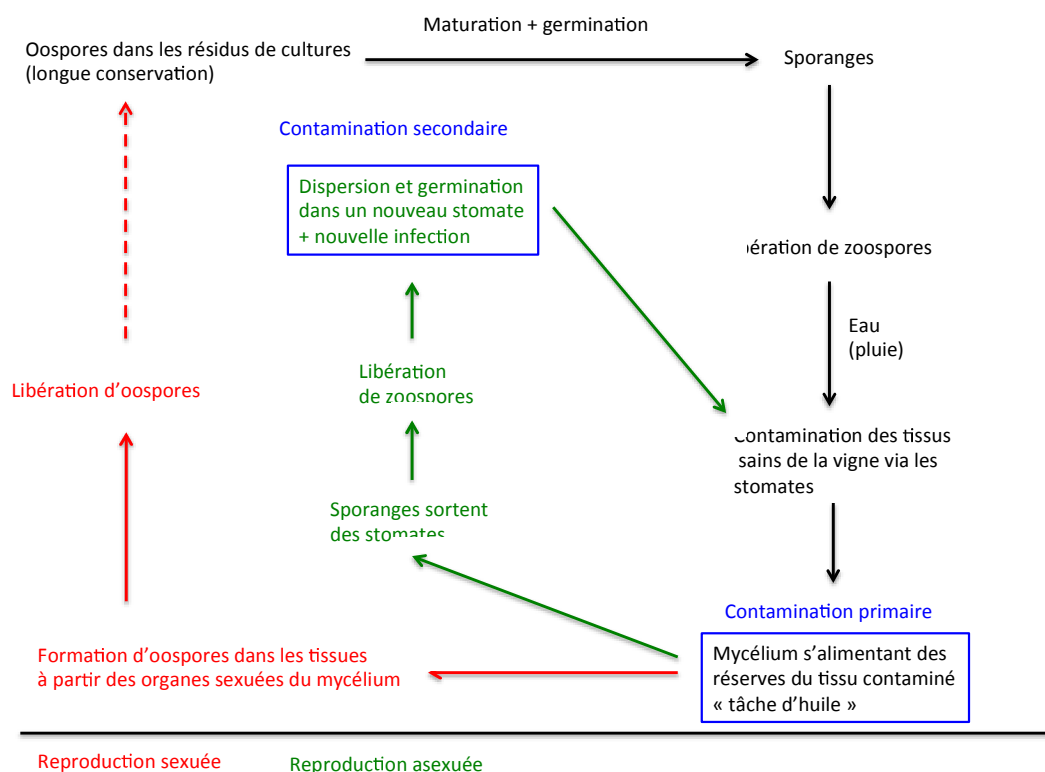 Maturation + germination
Oospores dans les résidus de cultures
(longue conservation)
Sporanges
Contamination secondaire
Dispersion et germination
dans un nouveau stomate
+ nouvelle infection
bération de zoospores
Eau
(pluie)
Libération d'oospores
Libération
de zoospores
Contamination des tissus
sains de la vigne via les
stomates
Sporanges sortent
des stomates
Contamination primaire
Formation d'oospores dans les tissues
à partir des organes sexuées du mycélium
Mycélium s'alimentant des
réserves du tissu contaminé
« tâche d'huile »
Reproduction sexuée
Reproduction asexuée